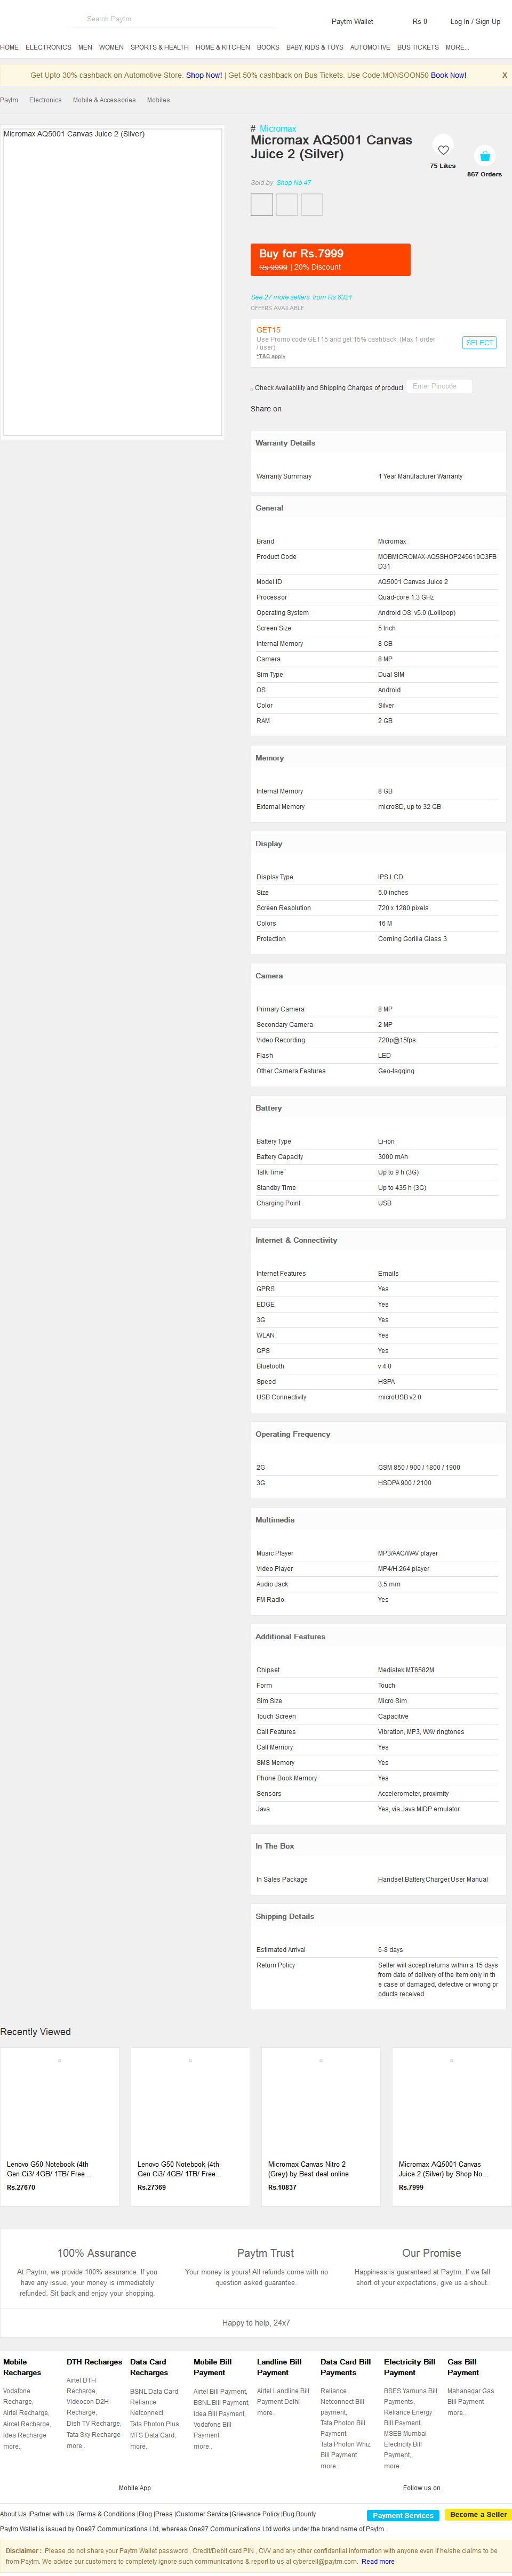 Search Paytm
Paytm Wallet Rs 0 Log In / Sign Up
HOME ELECTRONICS MEN WOMEN SPORTS & HEALTH HOME & KITCHEN BOOKS BABY, KIDS & TOYS AUTOMOTIVE BUS TICKETS MORE...
Get Upto 30% cashback on Automotive Store. Shop Now! | Get 50% cashback on Bus Tickets. Use Code:MONSOON50 Book Now! X
Paytm Electronics Mobile & Accessories Mobiles
Micromax AQ5001 Canvas Juice 2 (Silver)
# Micromax
Micromax AQ5001 Canvas
Juice 2 (Silver)
75 Likes
867 Orders
Sold by Shop No 47
Buy for Rs.7999
Rs 9999 | 20% Discount
See 27 more sellers from Rs 6321
OFFERS AVAILABLE
GET15
Use Promo code GET15 and get 15% cashback. (Max 1 order
/ user)
*T&C apply
SELECT
Check Availability and Shipping Charges of product Enter Pincode
Share on
Warranty Details
Warranty Summary 1 Year Manufacturer Warranty
General
Brand Micromax
Product Code MOBMICROMAX-AQ5SHOP245619C3FB
D31
Model ID AQ5001 Canvas Juice 2
Processor Quad-core 1.3 GHz
Operating System Android OS, v5.0 (Lollipop)
Screen Size 5 Inch
Internal Memory 8 GB
Camera 8 MP
Sim Type Dual SIM
OS Android
Color Silver
RAM 2 GB
Memory
Internal Memory 8 GB
External Memory microSD, up to 32 GB
Display
Display Type IPS LCD
Size 5.0 inches
Screen Resolution 720 x 1280 pixels
Colors 16 M
Protection Corning Gorilla Glass 3
Camera
Primary Camera 8 MP
Secondary Camera 2 MP
Video Recording 720p@15fps
Flash LED
Other Camera Features Geo-tagging
Battery
Battery Type Li-ion
Battery Capacity 3000 mAh
Talk Time Up to 9 h (3G)
Standby Time Up to 435 h (3G)
Charging Point USB
Internet & Connectivity
Internet Features Emails
GPRS Yes
EDGE Yes
3G Yes
WLAN Yes
GPS Yes
Bluetooth v 4.0
Speed HSPA
USB Connectivity microUSB v2.0
Operating Frequency
2G GSM 850 / 900 / 1800 / 1900
3G HSDPA 900 / 2100
Multimedia
Music Player MP3/AAC/WAV player
Video Player MP4/H.264 player
Audio Jack 3.5 mm
FM Radio Yes
Additional Features
Chipset Mediatek MT6582M
Form Touch
Sim Size Micro Sim
Touch Screen Capacitive
Call Features Vibration, MP3, WAV ringtones
Call Memory Yes
SMS Memory Yes
Phone Book Memory Yes
Sensors Accelerometer, proximity
Java Yes, via Java MIDP emulator
In The Box
In Sales Package Handset,Battery,Charger,User Manual
Shipping Details
Estimated Arrival 6-8 days
Return Policy Seller will accept returns within a 15 days
from date of delivery of the item only in th
e case of damaged, defective or wrong pr
oducts received
Recently Viewed
Lenovo G50 Notebook (4th
Gen Ci3/ 4GB/ 1TB/ Free...
Rs.27670
Lenovo G50 Notebook (4th
Gen Ci3/ 4GB/ 1TB/ Free...
Rs.27369
Micromax Canvas Nitro 2
(Grey) by Best deal online
Rs.10837
Micromax AQ5001 Canvas
Juice 2 (Silver) by Shop No...
Rs.7999
100% Assurance
At Paytm, we provide 100% assurance. If you
have any issue, your money is immediately
refunded. Sit back and enjoy your shopping.
Paytm Trust
Your money is yours! All refunds come with no
question asked guarantee.
Our Promise
Happiness is guaranteed at Paytm. If we fall
short of your expectations, give us a shout.
Happy to help, 24x7
Mobile
Recharges
Vodafone
Recharge,
Airtel Recharge,
Aircel Recharge,
Idea Recharge
more..
DTH Recharges
Airtel DTH
Recharge,
Videocon D2H
Recharge,
Dish TV Recharge,
Tata Sky Recharge
more..
Data Card
Recharges
BSNL Data Card,
Reliance
Netconnect,
Tata Photon Plus,
MTS Data Card,
more..
Mobile Bill
Payment
Airtel Bill Payment,
BSNL Bill Payment,
Idea Bill Payment,
Vodafone Bill
Payment
more..
Landline Bill
Payment
Airtel Landline Bill
Payment Delhi
more..
Data Card Bill
Payments
Reliance
Netconnect Bill
payment,
Tata Photon Bill
Payment,
Tata Photon Whiz
Bill Payment
more..
Electricity Bill
Payment
BSES Yamuna Bill
Payments,
Reliance Energy
Bill Payment,
MSEB Mumbai
Electricity Bill
Payment,
more..
Gas Bill
Payment
Mahanagar Gas
Bill Payment
more..
Mobile App Follow us on
About Us |Partner with Us |Terms & Conditions |Blog |Press |Customer Service |Grievance Policy |Bug Bounty
Payment Services Become a Seller
Paytm Wallet is issued by One97 Communications Ltd, whereas One97 Communications Ltd works under the brand name of Paytm .
Disclaimer : Please do not share your Paytm Wallet password , Credit/Debit card PIN , CVV and any other confidential information with anyone even if he/she claims to be
from Paytm. We advise our customers to completely ignore such communications & report to us at cybercell@paytm.com. Read more